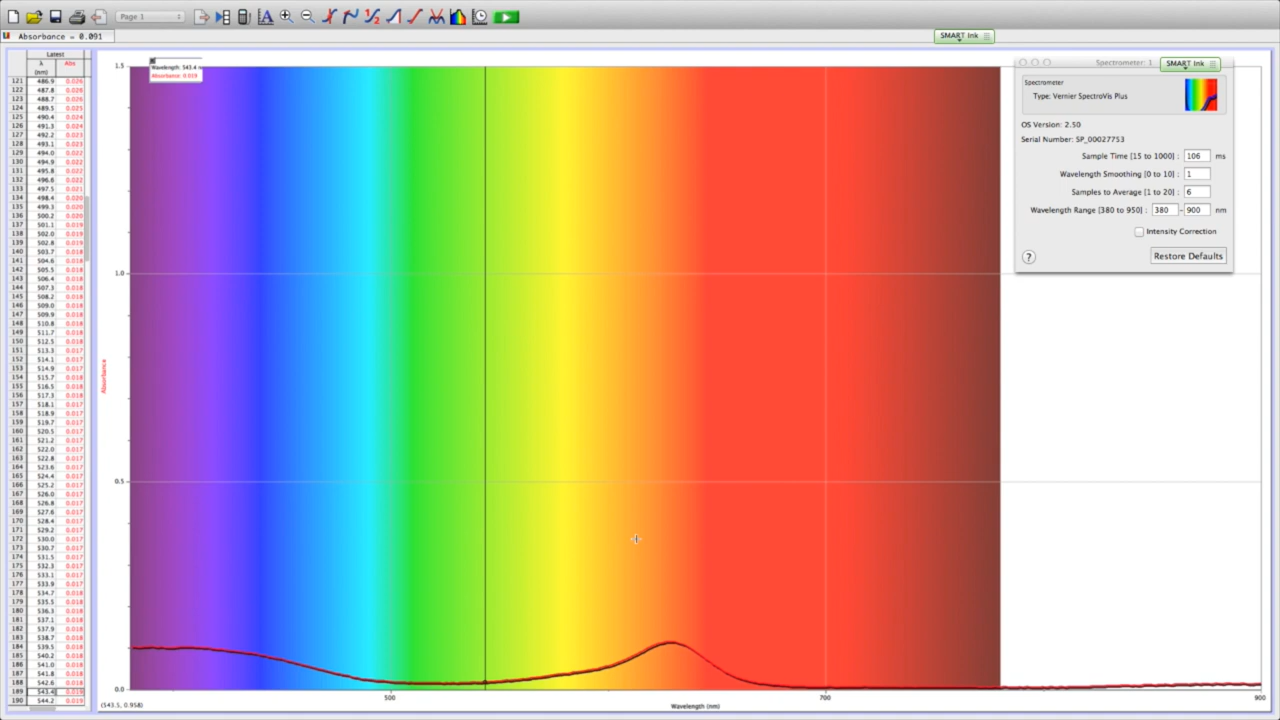 Page 1
Absorbance = 0.091
SMART Ink
Latest
λ Abs
(nm)
121 486.9 0.026
122 487.8 0.026
123 488.7 0.026
124 489.5 0.025
125 490.4 0.024
126 491.3 0.024
127 492.2 0.023
128 493.1 0.023
129 494.0 0.022
130 494.9 0.022
131 495.8 0.022
132 496.6 0.022
133 497.5 0.021
134 498.4 0.020
135 499.3 0.020
136 500.2 0.020
137 501.1 0.019
138 502.0 0.019
139 502.8 0.019
140 503.7 0.018
141 504.6 0.018
142 505.5 0.018
143 506.4 0.018
144 507.3 0.018
145 508.2 0.018
146 509.0 0.018
147 509.9 0.018
148 510.8 0.018
149 511.7 0.018
150 512.5 0.018
151 513.3 0.017
152 514.1 0.017
153 514.9 0.017
154 515.7 0.018
155 516.5 0.018
156 517.3 0.018
157 518.1 0.017
158 518.9 0.017
159 519.7 0.017
160 520.5 0.017
161 521.2 0.017
162 522.0 0.017
163 522.8 0.017
164 523.6 0.017
165 524.4 0.017
166 525.2 0.017
167 526.0 0.017
168 526.8 0.017
169 527.6 0.017
170 528.4 0.017
171 529.2 0.017
172 530.0 0.017
173 530.7 0.017
174 531.5 0.017
175 532.3 0.017
176 533.1 0.017
177 533.9 0.017
178 534.7 0.018
179 535.5 0.018
180 536.3 0.018
181 537.1 0.018
182 537.9 0.018
183 538.7 0.018
184 539.5 0.018
185 540.2 0.018
186 541.0 0.018
187 541.8 0.018
188 542.6 0.018
189 543.4 0.019
190 544.2 0.019
Wavelength: 543.4
Absorbance: 0.019
1.5
1.0
0.5
0.0
Absorbance
500
700
900
Wavelength (nm)
(543.5, 0.958)
Spectrometer: 1
SMART Ink
Spectrometer
Type: Vernier SpectroVis Plus
OS Version: 2.50
Serial Number: SP_00027753
Sample Time [15 to 1000] : 106 ms
Wavelength Smoothing [0 to 10] : 1
Samples to Average [1 to 20] : 6
Wavelength Range [380 to 950] : 380 - 900 nm
Intensity Correction
? Restore Defaults